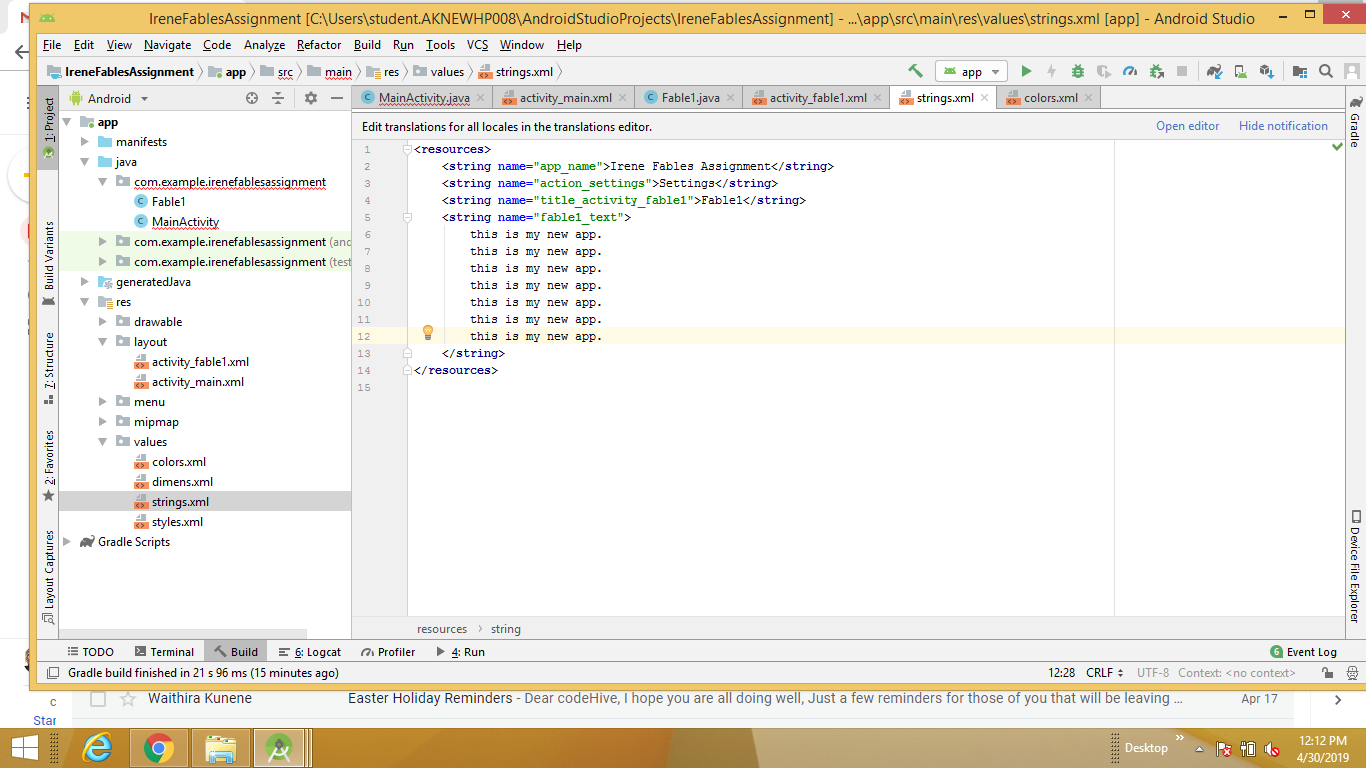 IreneFablesAssignment [C:\Users\student.AKNEWHP008\AndroidStudioProjects\IreneFablesAssignment] - ...\app\src\main\res\values\strings.xml [app] - Android Studio
File Edit View Navigate Code Analyze Refactor Build Run Tools VCS Window Help
IreneFablesAssignment app src main res values strings.xml app
Android MainActivity.java activity_main.xml Fable1.java activity_fable1.xml strings.xml colors.xml
1: Project
Build Variants
7: Structure
2: Favorites
Layout Captures
app
manifests
java
com.example.irenefablesassignment
Fable1
MainActivity
com.example.irenefablesassignment (and
com.example.irenefablesassignment (test
generatedJava
res
drawable
layout
activity_fable1.xml
activity_main.xml
menu
mipmap
values
colors.xml
dimens.xml
strings.xml
styles.xml
Gradle Scripts
Edit translations for all locales in the translations editor. Open editor Hide notification
1 <resources>
2 <string name="app_name">Irene Fables Assignment</string>
3 <string name="action_settings">Settings</string>
4 <string name="title_activity_fable1">Fable1</string>
5 <string name="fable1_text">
6 this is my new app.
7 this is my new app.
8 this is my new app.
9 this is my new app.
10 this is my new app.
11 this is my new app.
12 this is my new app.
13 </string>
14 </resources>
15
Gradle
Device File Explorer
resources › string
TODO Terminal Build 6: Logcat Profiler 4: Run 6 Event Log
Gradle build finished in 21 s 96 ms (15 minutes ago) 12:28 CRLF UTF-8 Context: <no context>
Waithira Kunene Easter Holiday Reminders - Dear codeHive, I hope you are all doing well, Just a few reminders for those of you that will be leaving ... Apr 17
c
Star
Desktop 12:12 PM
4/30/2019